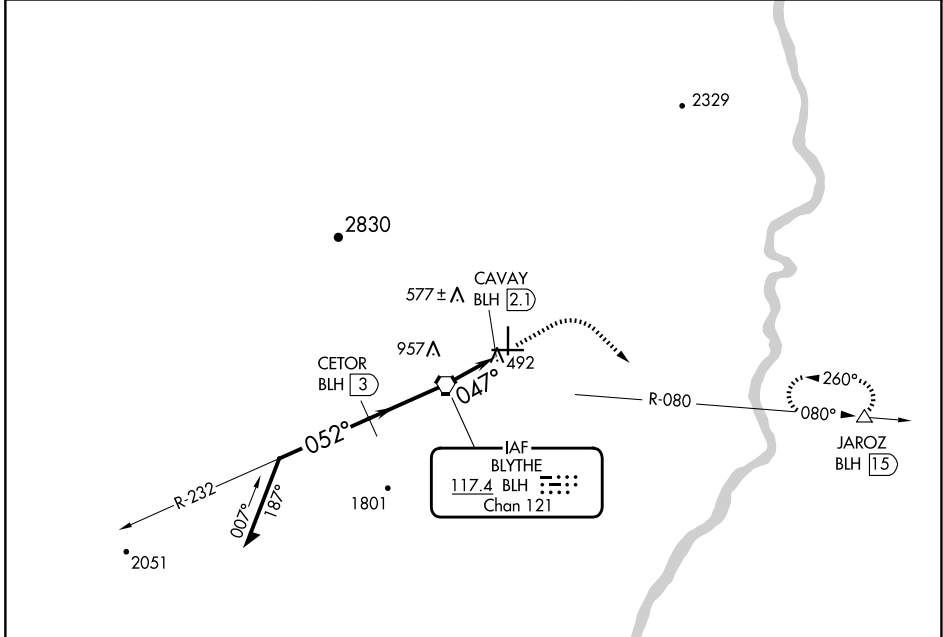 2329
2830
CAVAY
577 ± BLH 2.1
957
492
CETOR
BLH 3
047°
052°
R-080
260°
080°
JAROZ
BLH 15
IAF
BLYTHE
117.4 BLH
Chan 121
R-232
007°
187°
1801
2051